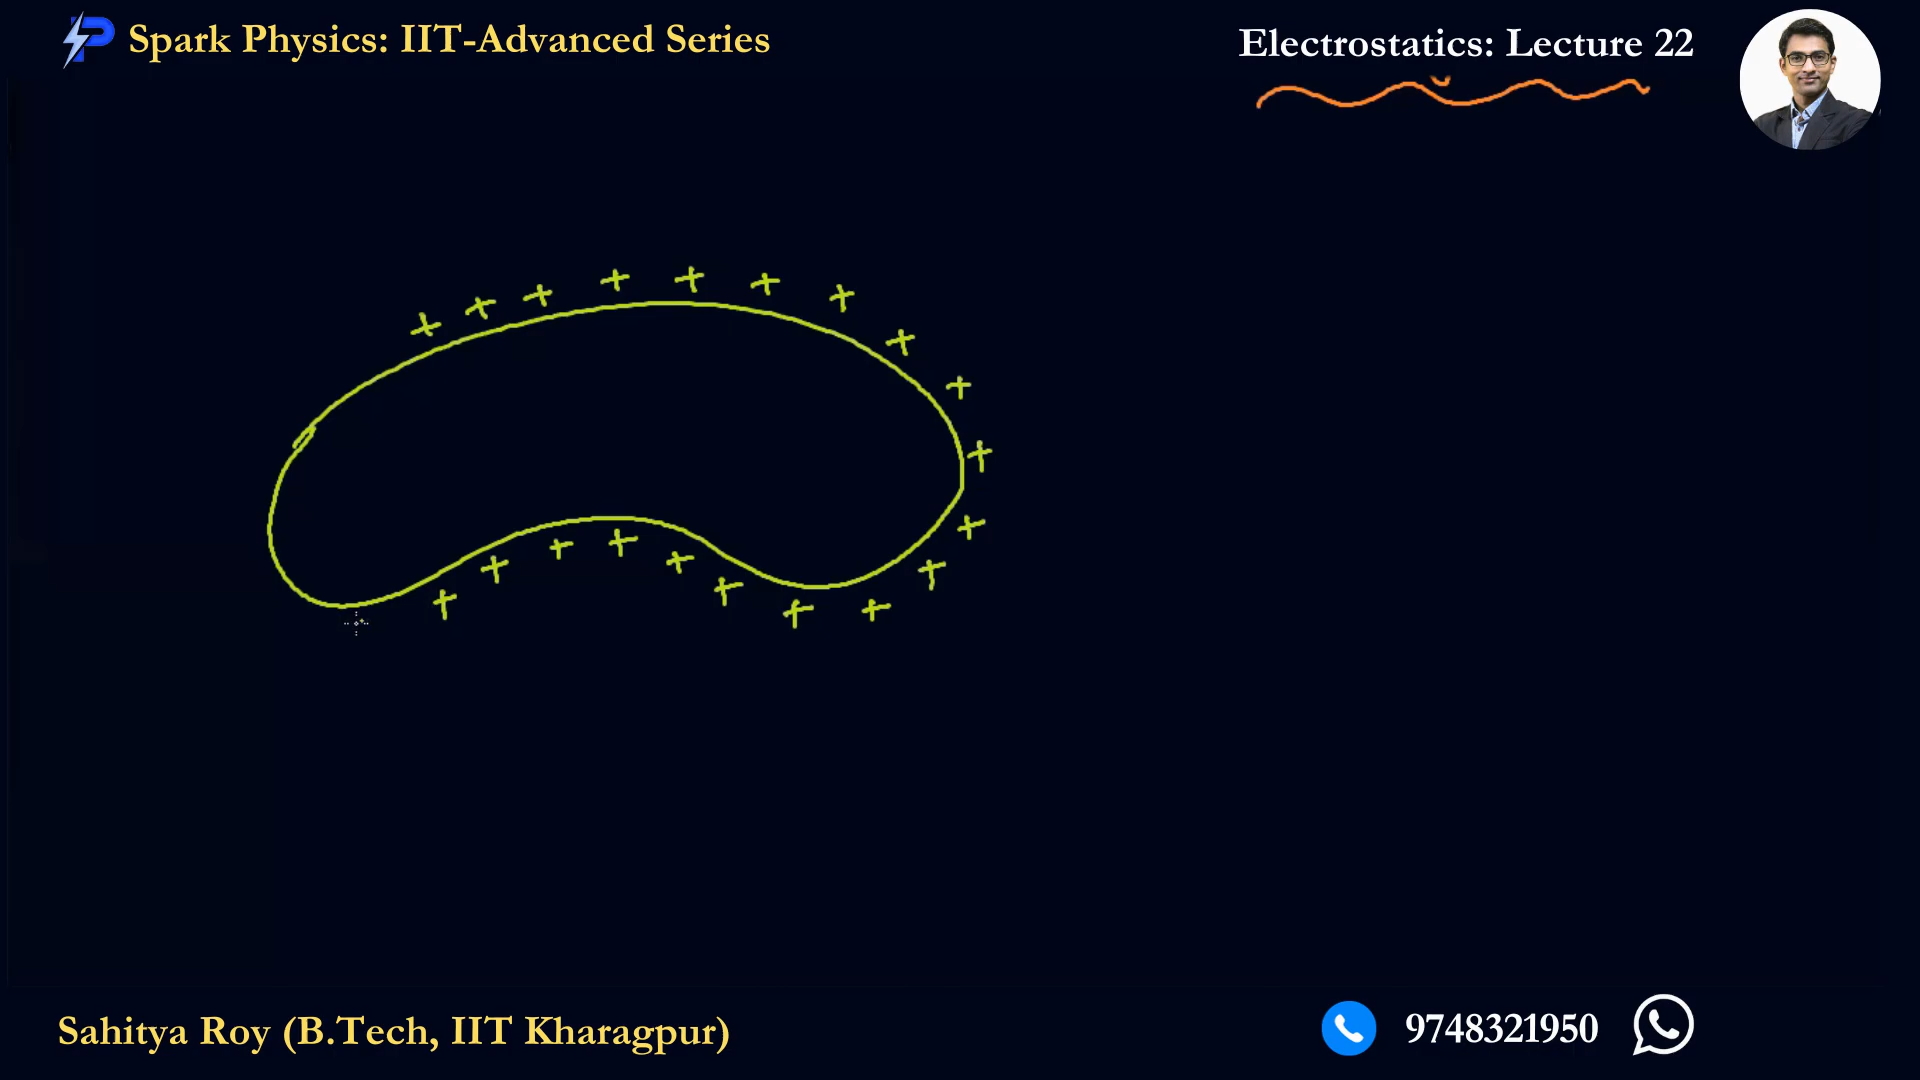 Spark Physics: IIT-Advanced Series
Electrostatics: Lecture 22
+ + + + + + +
+
+
+
+
+
+ + + + + + + + +
Sahitya Roy (B.Tech, IIT Kharagpur)
9748321950